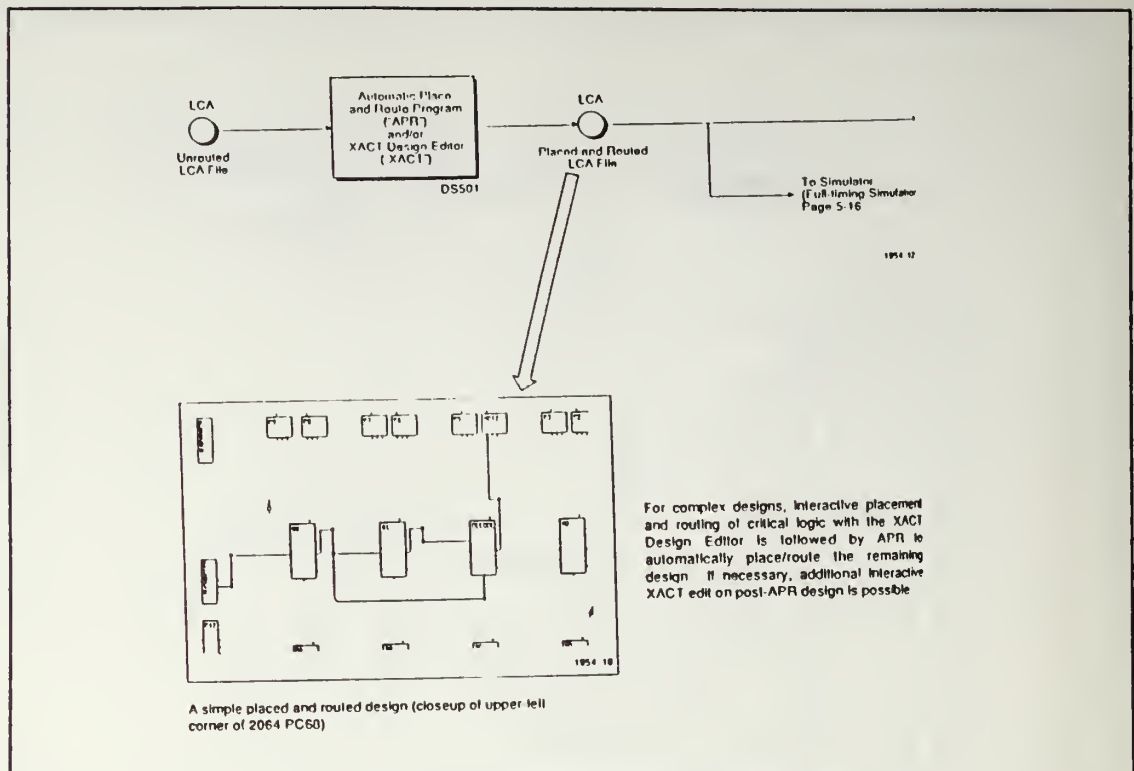 LCA
Unrouted
LCA File
Automatic Place
and Route Program
("APR")
and/or
XACT Design Editor
("XACT")
DS501
LCA
Placed and Routed
LCA File
To Simulator
(Full-timing Simulator
Page 5-16
1954 12
1954 18
For complex designs, interactive placement
and routing of critical logic with the XACT
Design Editor is followed by APR to
automatically place/route the remaining
design If necessary, additional interactive
XACT edit on post-APR design is possible
A simple placed and routed design (closeup of upper-left
corner of 2064 PC68)